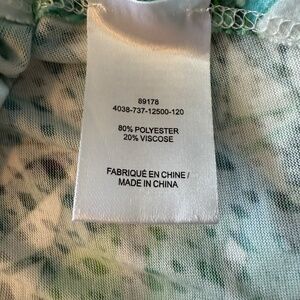 89178
4038-737-12500-120
80% POLYESTER
20% VISCOSE
FABRIQUÉ EN CHINE /
MADE IN CHINA